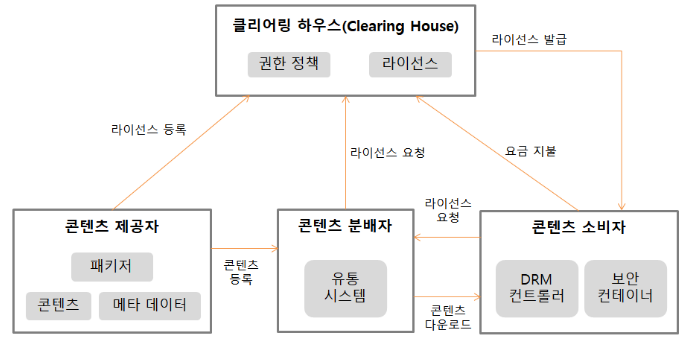 클리어링 하우스(Clearing House)
권한 정책
라이선스
라이선스 발급
라이선스 등록
라이선스 요청
요금 지불
콘텐츠 제공자
패키저
콘텐츠
메타 데이터
콘텐츠
등록
콘텐츠 분배자
유통
시스템
라이선스
요청
콘텐츠
다운로드
콘텐츠 소비자
DRM
컨트롤러
보안
컨테이너